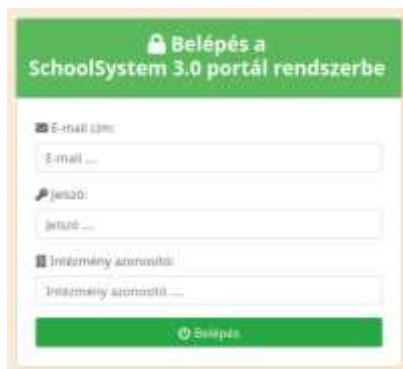 Belépés a
SchoolSystem 3.0 portál rendszerbe
E-mail cím:
E-mail ...
Jelszó:
Jelszó ...
Intézmény azonosító:
Intézmény azonosító ...
Belépés